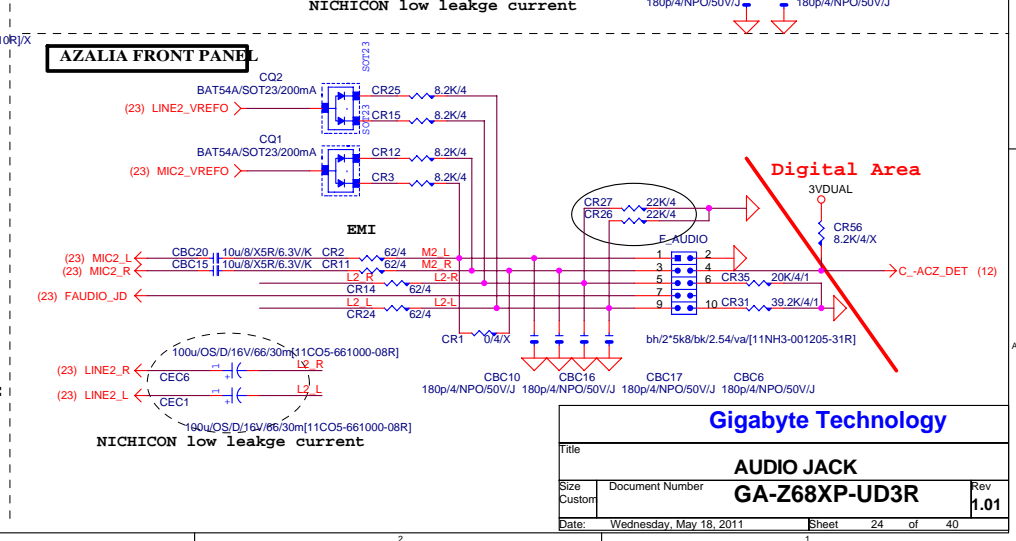 NICHICON low leakge current
180p/4/NPO/50V/J 180p/4/NPO/50V/J
10R]/X
AZALIA FRONT PANEL
SOT23
CQ2
BAT54A/SOT23/200mA
CR25 8.2K/4
(23) LINE2_VREFO
CR15 8.2K/4
SOT23
CQ1
BAT54A/SOT23/200mA
CR12 8.2K/4
(23) MIC2_VREFO
CR3 8.2K/4
Digital Area
3VDUAL
CR27 22K/4
CR26 22K/4
CR56
8.2K/4/X
EMI
F_AUDIO
(23) MIC2_L CBC20 10u/8/X5R/6.3V/K CR2 62/4 M2_L 1 2
(23) MIC2_R CBC15 10u/8/X5R/6.3V/K CR11 62/4 M2_R 3 4
C_-ACZ_DET (12)
L2_R L2-R 5 6 CR35 20K/4/1
CR14 62/4
(23) FAUDIO_JD 7
L2_L L2-L 9 10 CR31 39.2K/4/1
CR24 62/4
CR1 0/4/X
bh/2*5k8/bk/2.54/va/[11NH3-001205-31R]
100u/OS/D/16V/66/30m[11CO5-661000-08R]
(23) LINE2_R 1 L2_R
+
CEC6
CBC10 CBC16 CBC17 CBC6
180p/4/NPO/50V/J 180p/4/NPO/50V/J 180p/4/NPO/50V/J 180p/4/NPO/50V/J
(23) LINE2_L 1 L2_L
+
CEC1
100u/OS/D/16V/66/30m[11CO5-661000-08R]
NICHICON low leakge current
Gigabyte Technology
Title
AUDIO JACK
Size Document Number Rev
Custom GA-Z68XP-UD3R 1.01
Date: Wednesday, May 18, 2011 Sheet 24 of 40
A
2 1